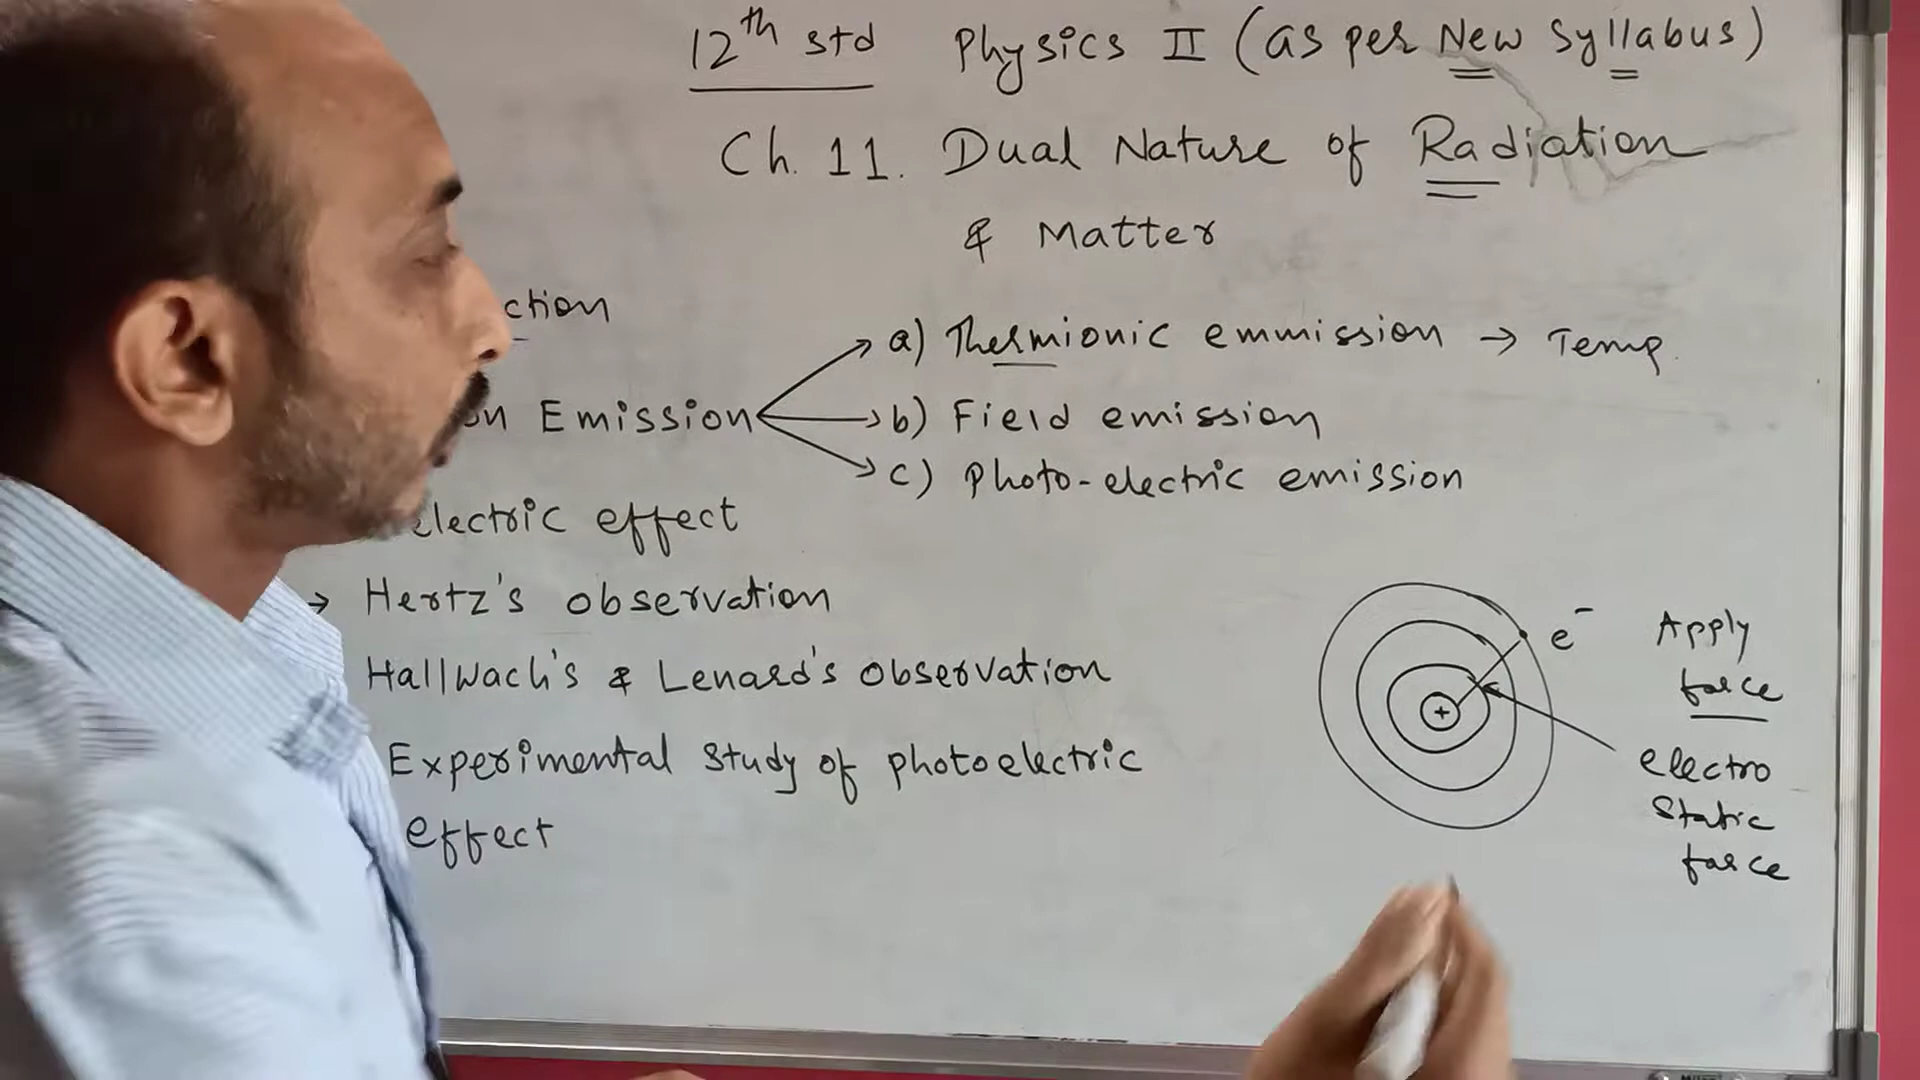 12th std Physics II (as per New Syllabus)
Ch. 11. Dual Nature of Radiation
& Matter
ction
a) Thermionic emmission → Temp.
on Emission
b) Field emission
c) Photo-electric emission
electric effect
→ Hertz's observation
Hallwach's & Lenard's observation
Experimental Study of photoelectric
effect
e⁻
Apply
force
+
electro
static
force